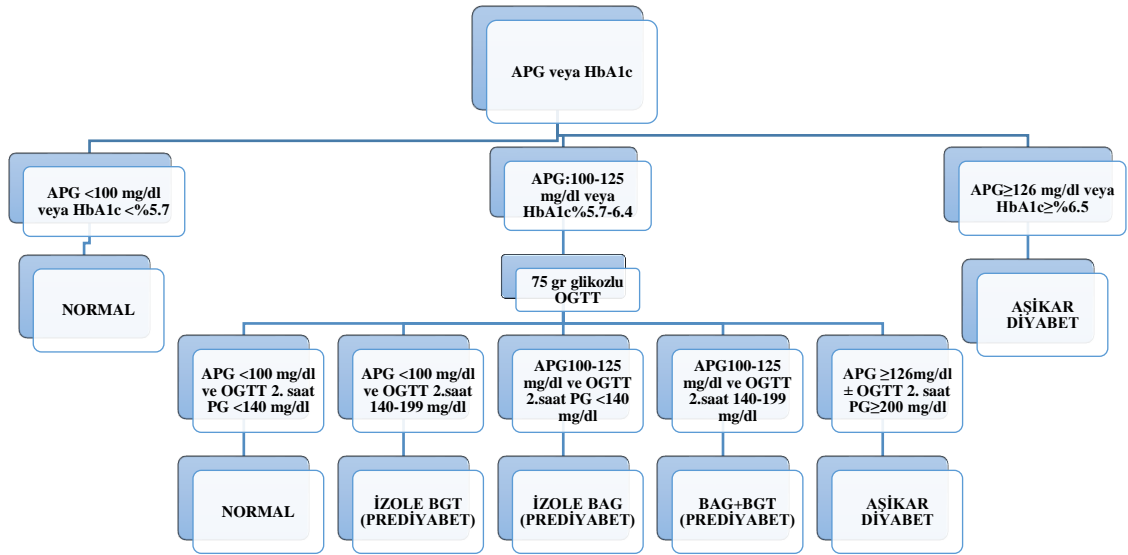 APG veya HbA1c
APG <100 mg/dl
veya HbA1c <%5.7
APG:100-125
mg/dl veya
HbA1c%5.7-6.4
APG≥126 mg/dl veya
HbA1c≥%6.5
NORMAL
75 gr glikozlu
OGTT
AŞİKAR
DİYABET
APG <100 mg/dl
ve OGTT 2. saat
PG <140 mg/dl
APG <100 mg/dl
ve OGTT 2.saat
140-199 mg/dl
APG100-125
mg/dl ve OGTT
2.saat PG <140
mg/dl
APG100-125
mg/dl ve OGTT
2.saat 140-199
mg/dl
APG ≥126mg/dl
± OGTT 2. saat
PG≥200 mg/dl
NORMAL
İZOLE BGT
(PREDİYABET)
İZOLE BAG
(PREDİYABET)
BAG+BGT
(PREDİYABET)
AŞİKAR
DİYABET